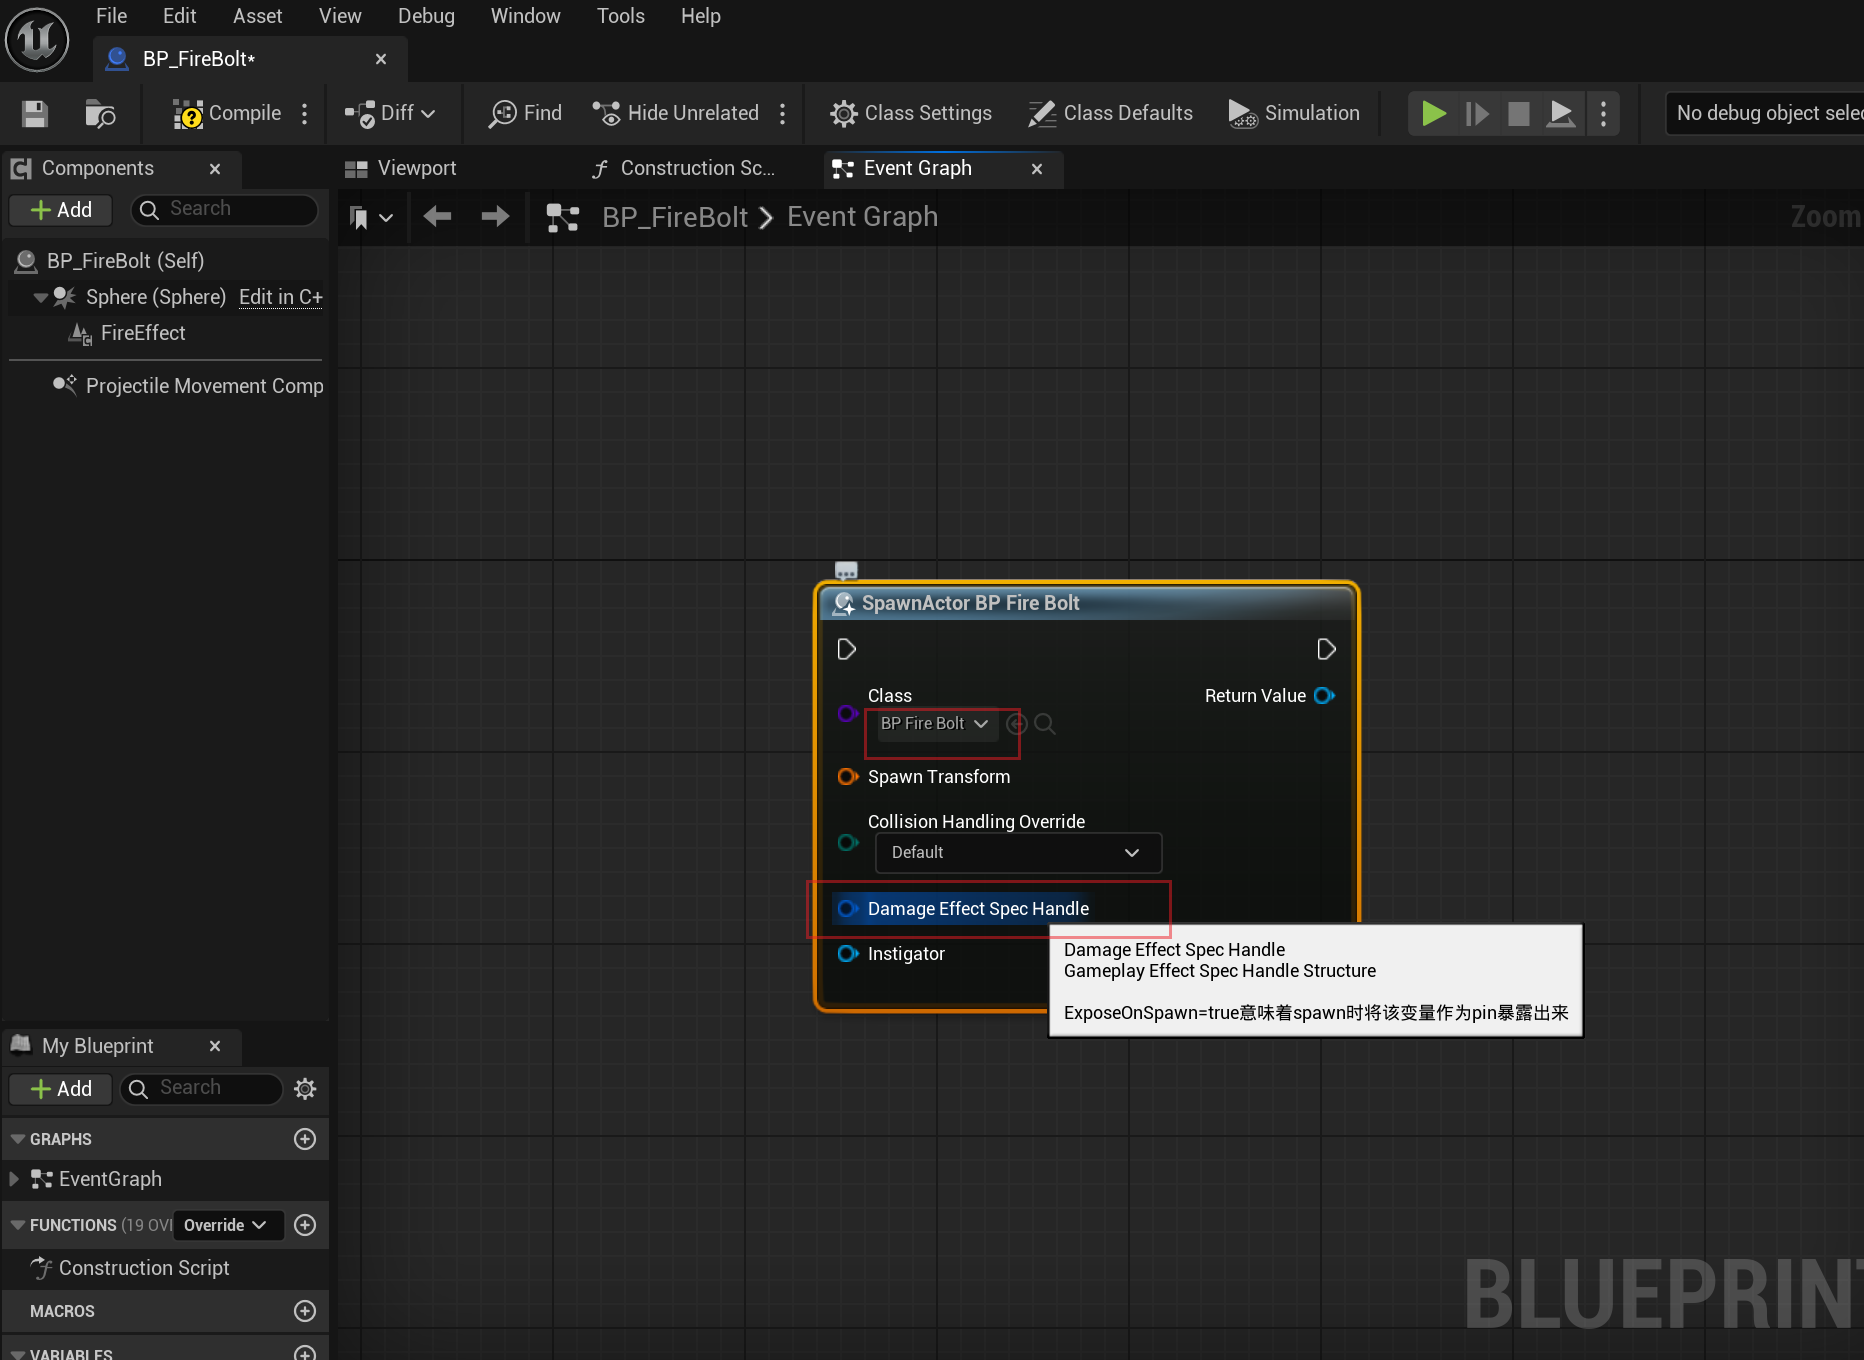 File Edit Asset View Debug Window Tools Help
BP_FireBolt*
Compile Diff Find Hide Unrelated Class Settings Class Defaults Simulation No debug object selec
Components
Viewport Construction Sc... Event Graph
Add Search
BP_FireBolt Event Graph Zoom
BP_FireBolt (Self)
Sphere (Sphere) Edit in C+
FireEffect
Projectile Movement Comp
SpawnActor BP Fire Bolt
Class
Return Value
BP Fire Bolt
Spawn Transform
Collision Handling Override
Default
Damage Effect Spec Handle
Instigator
Damage Effect Spec Handle
Gameplay Effect Spec Handle Structure
ExposeOnSpawn=true意味着spawn时将该变量作为pin暴露出来
My Blueprint
Add Search
GRAPHS
EventGraph
FUNCTIONS (19 OVI Override
Construction Script
MACROS
VARIABLES
BLUEPRINT